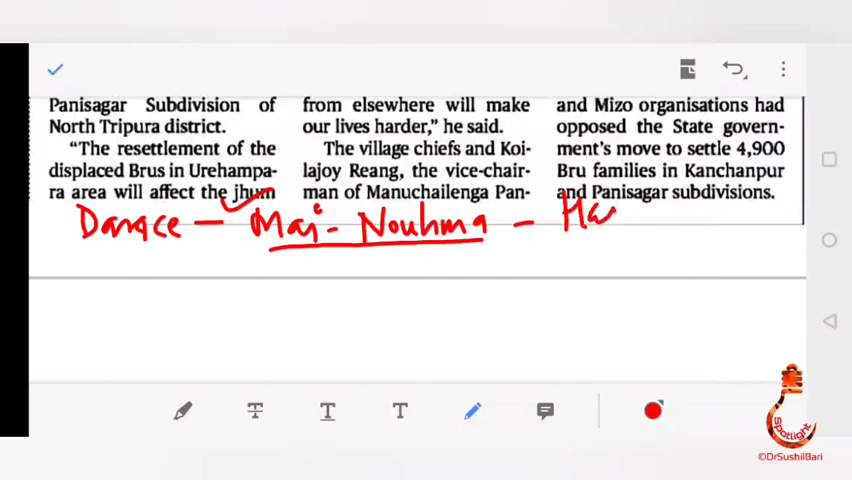 Panisagar Subdivision of
North Tripura district.
"The resettlement of the
displaced Brus in Urehampa-
ra area will affect the jhum
from elsewhere will make
our lives harder," he said.
The village chiefs and Koi-
lajoy Reang, the vice-chair-
man of Manuchailenga Pan-
and Mizo organisations had
opposed the State govern-
ment's move to settle 4,900
Bru families in Kanchanpur
and Panisagar subdivisions.
Mai- Nouhma - Ha
T T T
Spotlight
©DrSushilBari